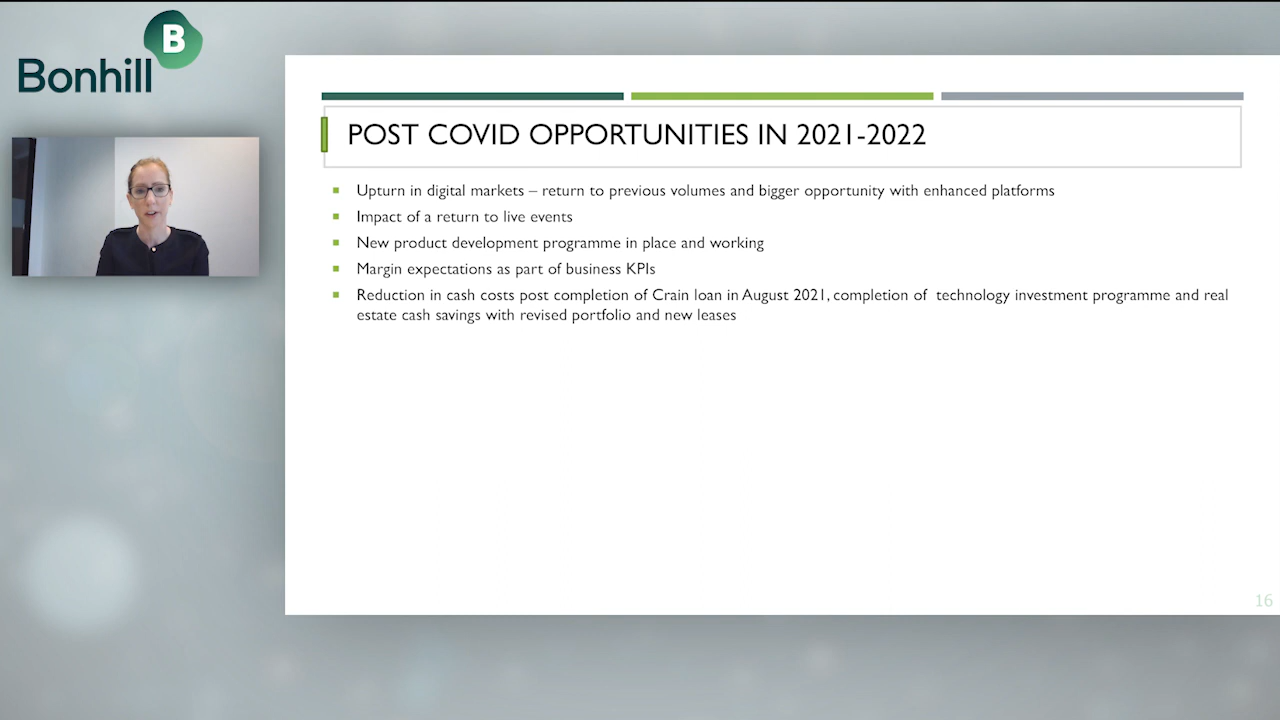 B
Bonhill
POST COVID OPPORTUNITIES IN 2021-2022
Upturn in digital markets – return to previous volumes and bigger opportunity with enhanced platforms
Impact of a return to live events
New product development programme in place and working
Margin expectations as part of business KPIs
Reduction in cash costs post completion of Crain loan in August 2021, completion of technology investment programme and real
estate cash savings with revised portfolio and new leases
16